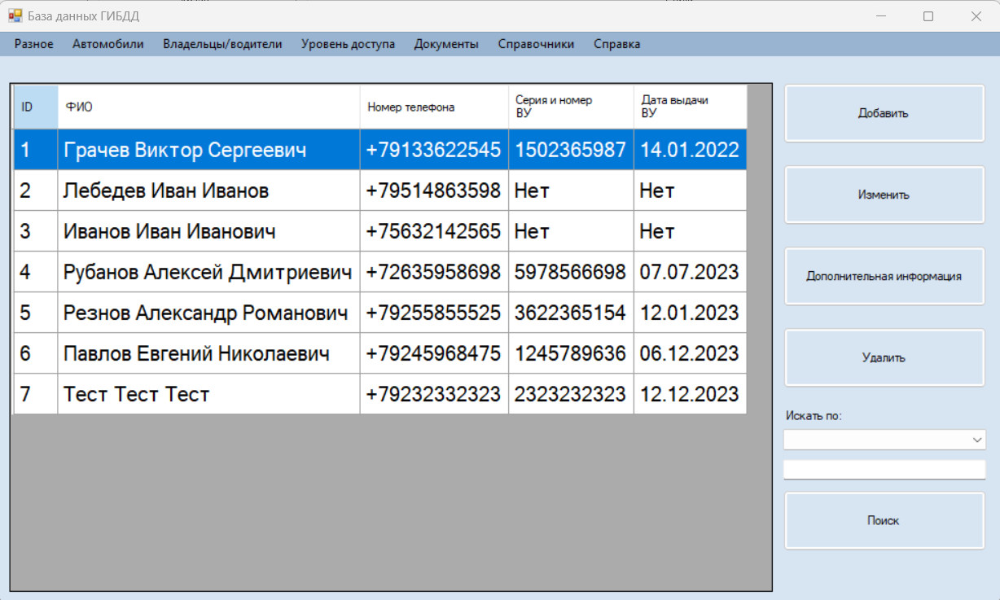 База данных ГИБДД
Разное Автомобили Владельцы/водители Уровень доступа Документы Справочники Справка
ID ФИО Номер телефона Серия и номер ВУ Дата выдачи ВУ
1 Грачев Виктор Сергеевич +79133622545 1502365987 14.01.2022
2 Лебедев Иван Иванов +79514863598 Нет Нет
3 Иванов Иван Иванович +75632142565 Нет Нет
4 Рубанов Алексей Дмитриевич +72635958698 5978566698 07.07.2023
5 Резнов Александр Романович +79255855525 3622365154 12.01.2023
6 Павлов Евгений Николаевич +79245968475 1245789636 06.12.2023
7 Тест Тест Тест +79232332323 2323232323 12.12.2023
Добавить
Изменить
Дополнительная информация
Удалить
Искать по:
Поиск